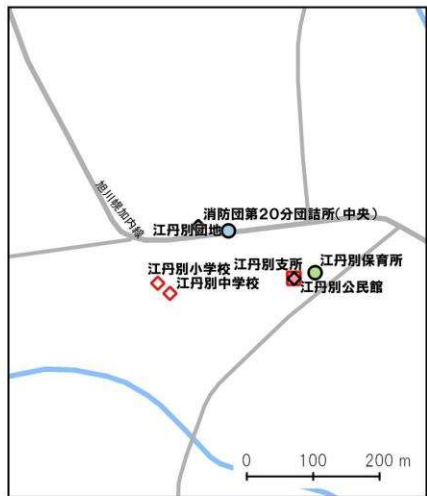 旭川幌加内線
消防団第20分団詰所(中央)
江丹別団地
江丹別支所
江丹別保育所
江丹別小学校
江丹別中学校
江丹別公民館
0 100 200 m